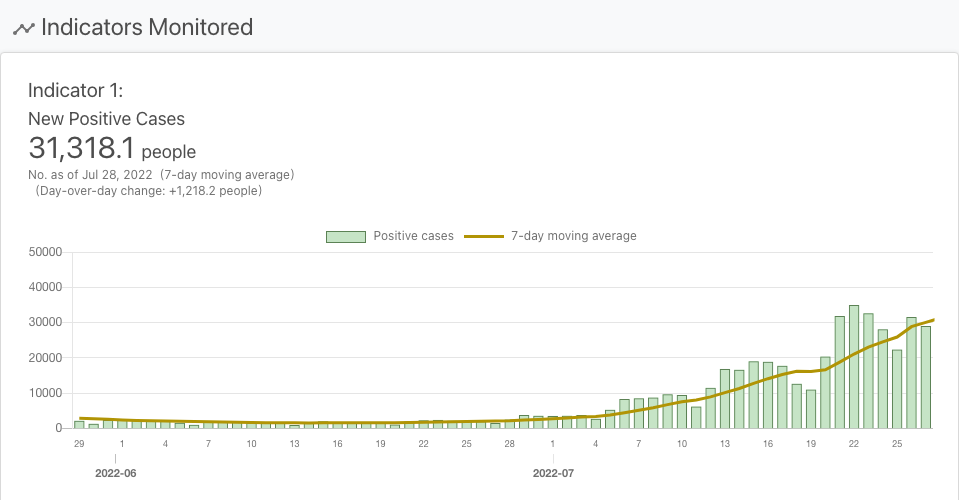 Indicators Monitored
Indicator 1:
New Positive Cases
31,318.1 people
No. as of Jul 28, 2022 (7-day moving average)
(Day-over-day change: +1,218.2 people)
Positive cases 7-day moving average
50000
40000
30000
20000
10000
0
29 1 4 7 10 13 16 19 22 25 28 1 4 7 10 13 16 19 22 25
2022-06 2022-07